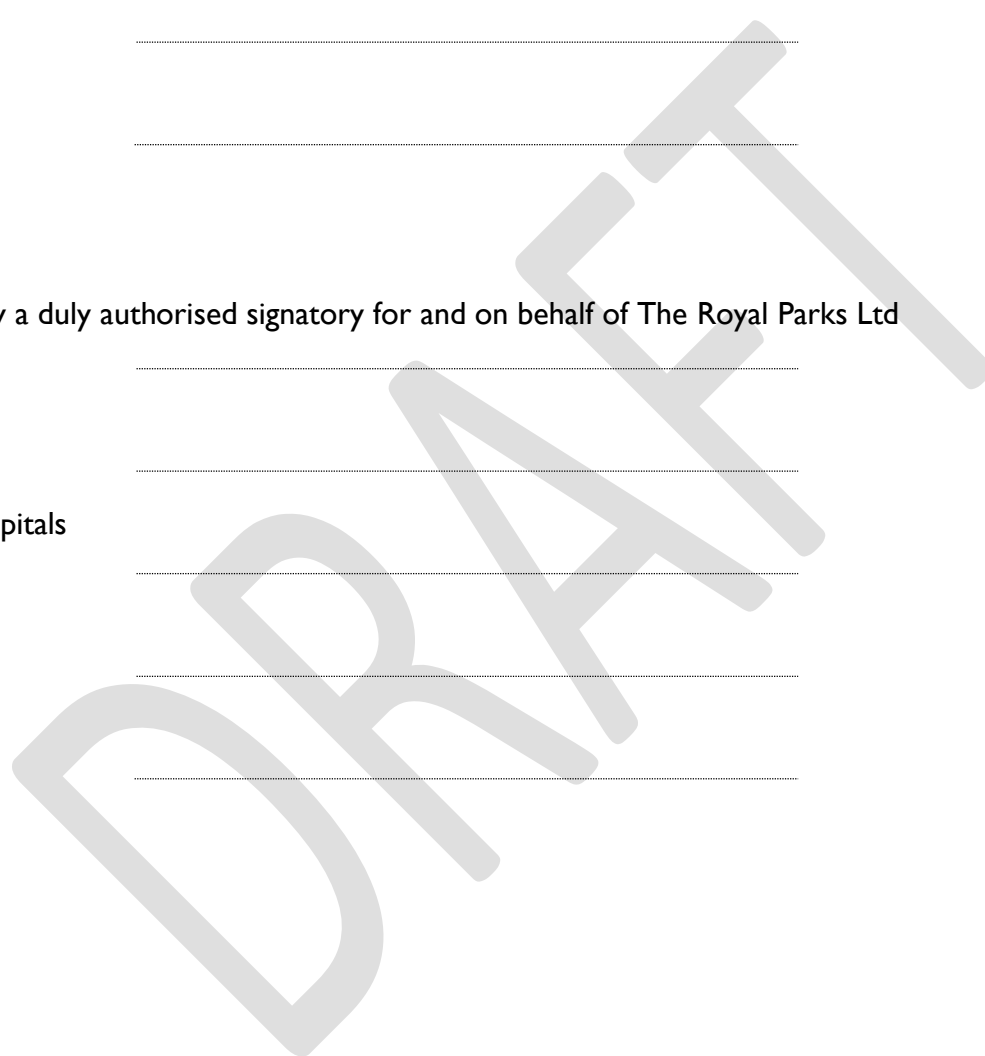 y a duly authorised signatory for and on behalf of The Royal Parks Ltd
pitals
DRAFT